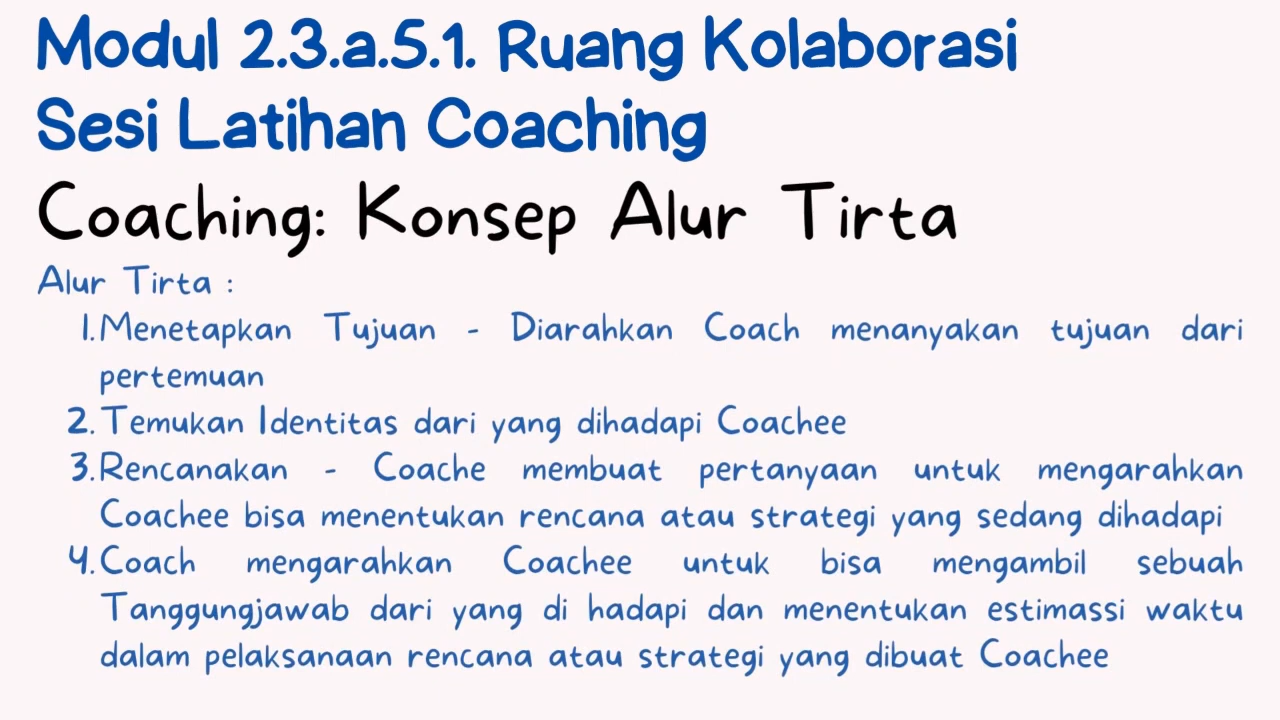 Modul 2.3.a.5.1. Ruang Kolaborasi
Sesi Latihan Coaching
Coaching: Konsep Alur Tirta
Alur Tirta :
1. Menetapkan Tujuan - Diarahkan Coach menanyakan tujuan dari
pertemuan
2. Temukan Identitas dari yang dihadapi Coachee
3. Rencanakan - Coache membuat pertanyaan untuk mengarahkan
Coachee bisa menentukan rencana atau strategi yang sedang dihadapi
4. Coach mengarahkan Coachee untuk bisa mengambil sebuah
Tanggungjawab dari yang di hadapi dan menentukan estimassi waktu
dalam pelaksanaan rencana atau strategi yang dibuat Coachee